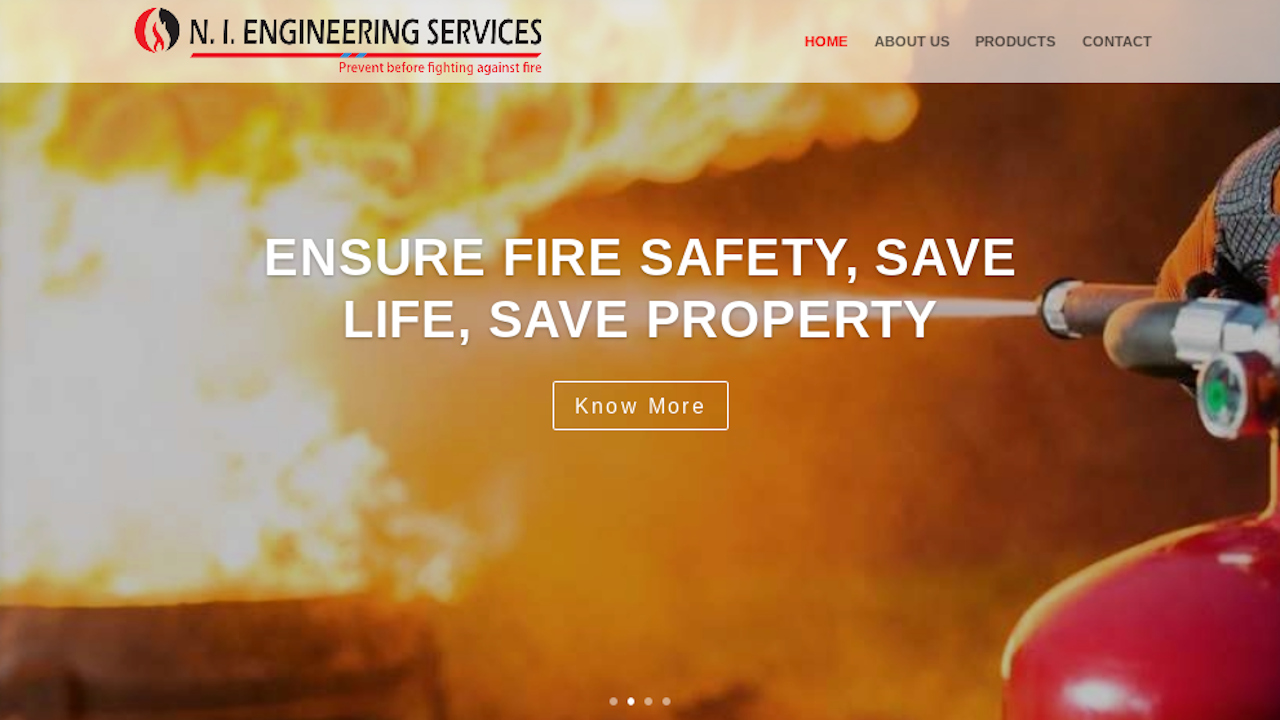 N. I. ENGINEERING SERVICES
Prevent before fighting against fire
HOME ABOUT US PRODUCTS CONTACT
ENSURE FIRE SAFETY, SAVE
LIFE, SAVE PROPERTY
Know More